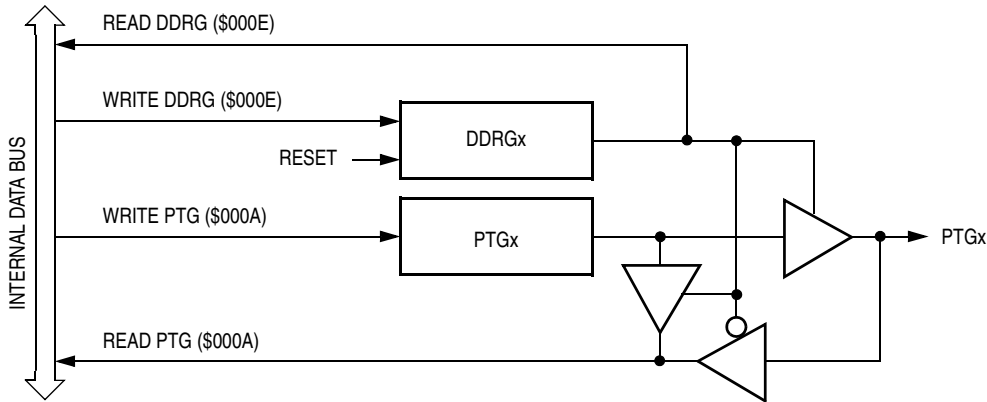 READ DDRG ($000E)
WRITE DDRG ($000E)
DDRGx
RESET
INTERNAL DATA BUS
WRITE PTG ($000A)
PTGx
PTGx
READ PTG ($000A)